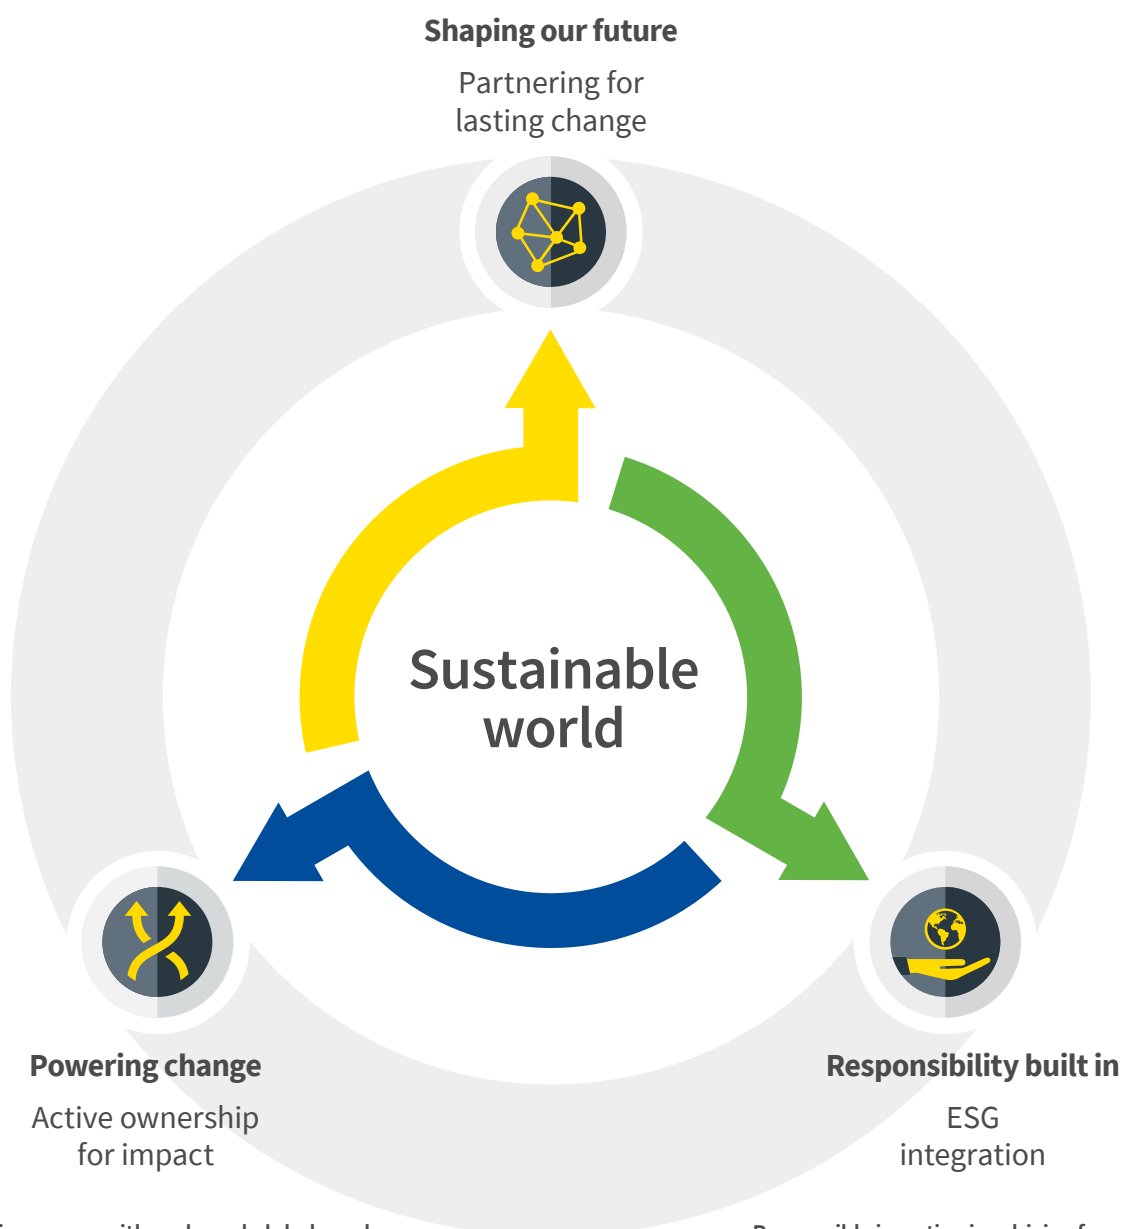 Shaping our future
Partnering for
lasting change
Sustainable
world
Powering change
Active ownership
for impact
Responsibility built in
ESG
integration